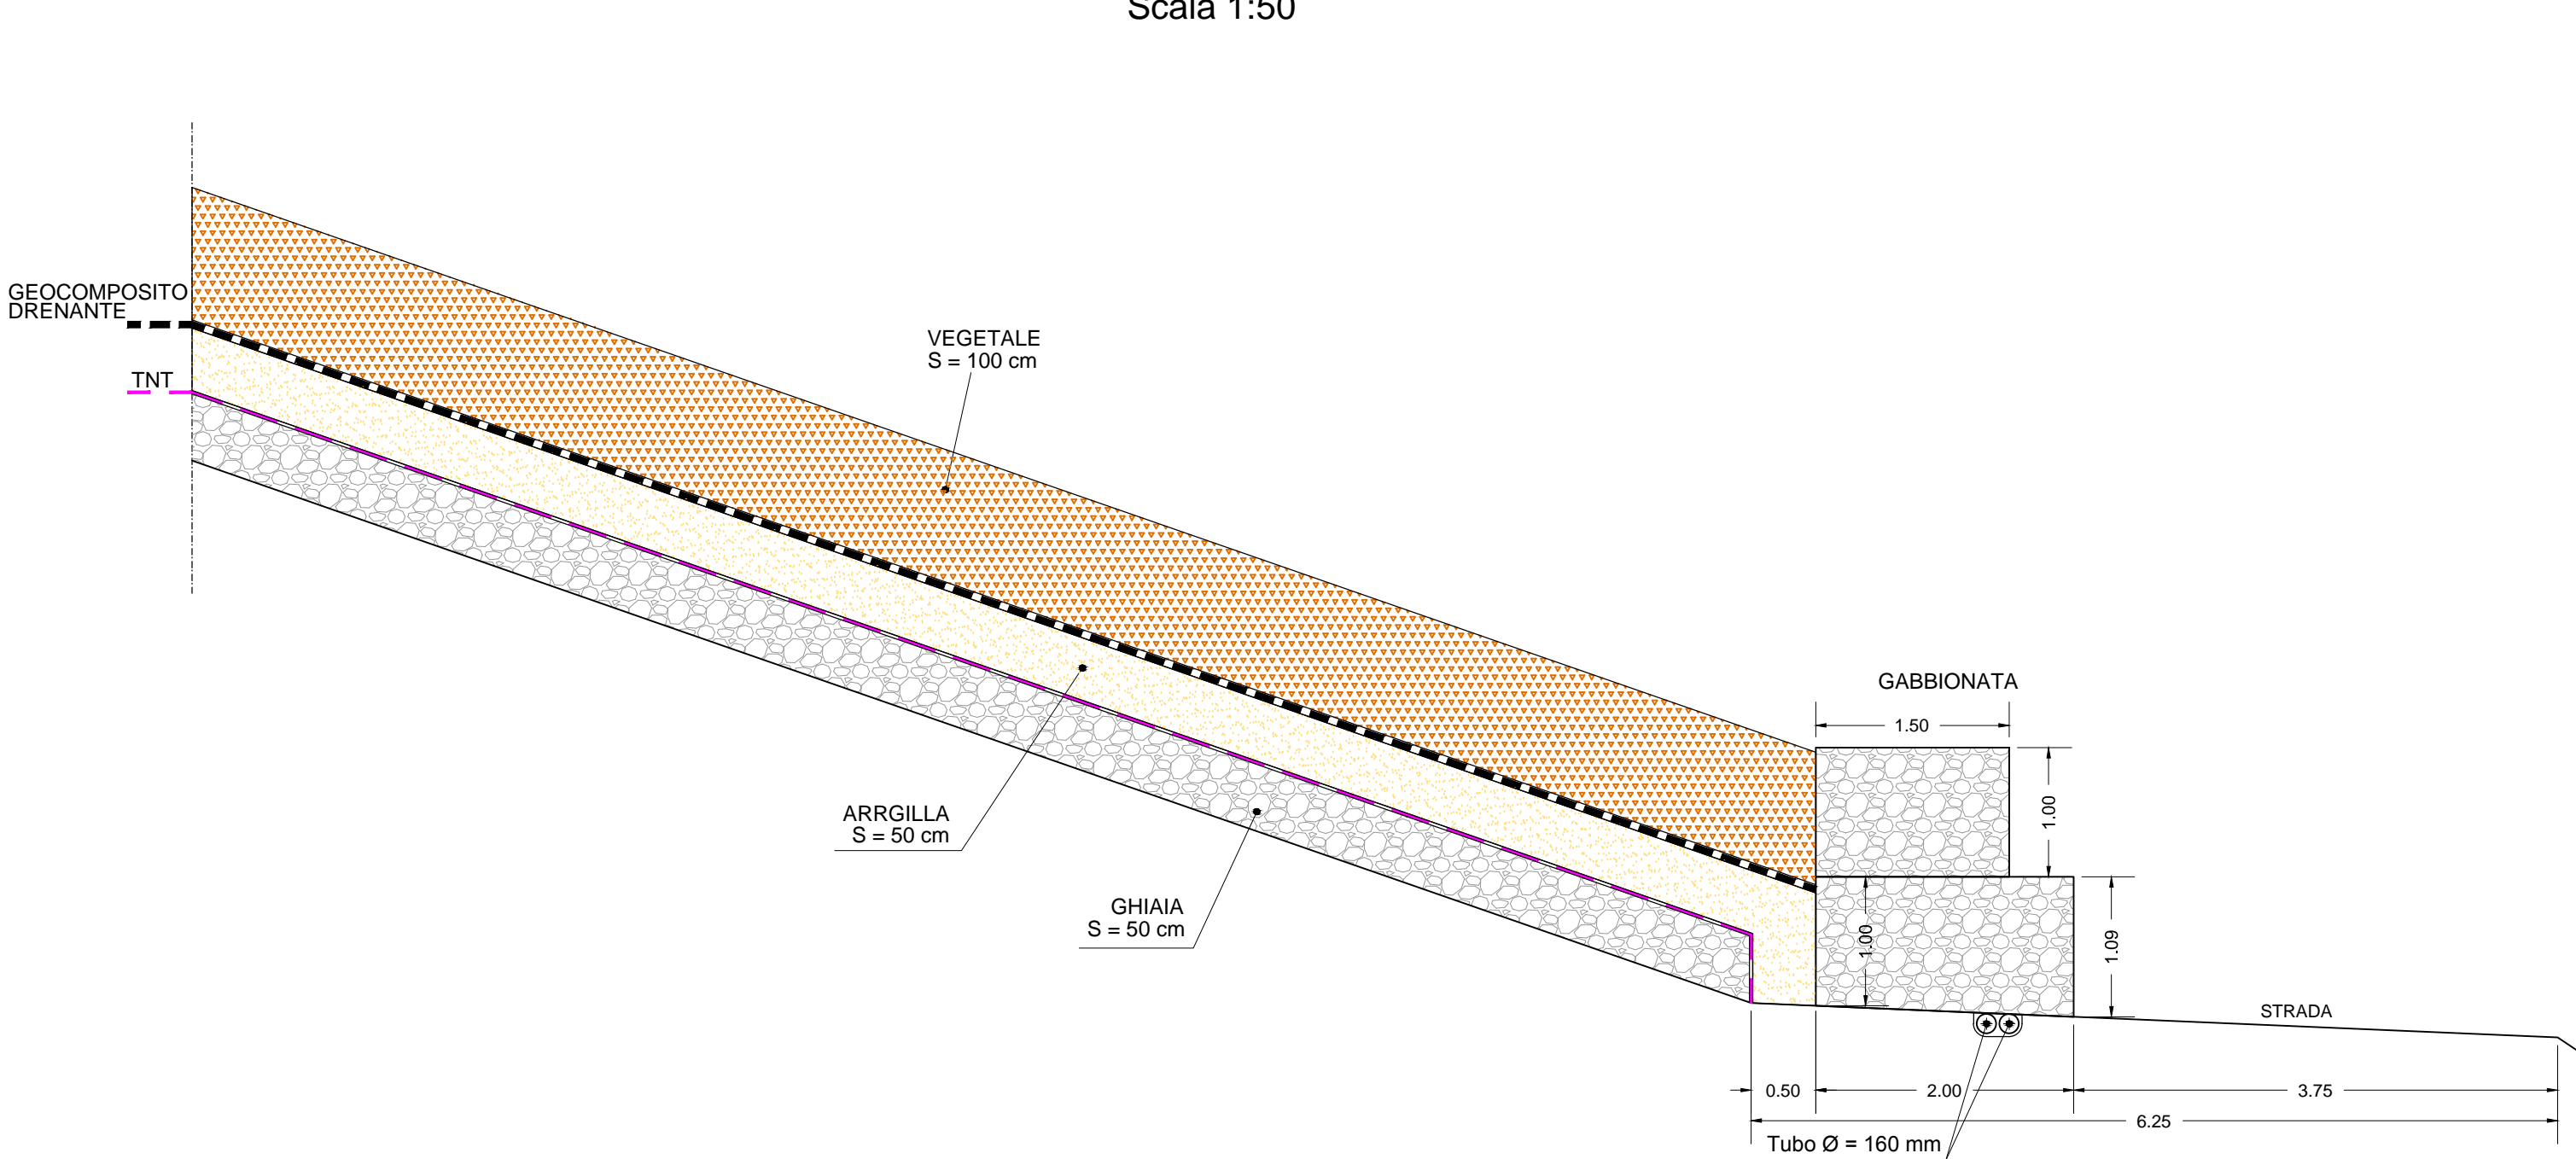 Scala 1:50
GEOCOMPOSITO
DRENANTE
TNT
VEGETALE
S = 100 cm
ARRGILLA
S = 50 cm
GHIAIA
S = 50 cm
GABBIONATA
1.50
1.00
1.00
1.09
STRADA
0.50
2.00
3.75
6.25
Tubo Ø = 160 mm